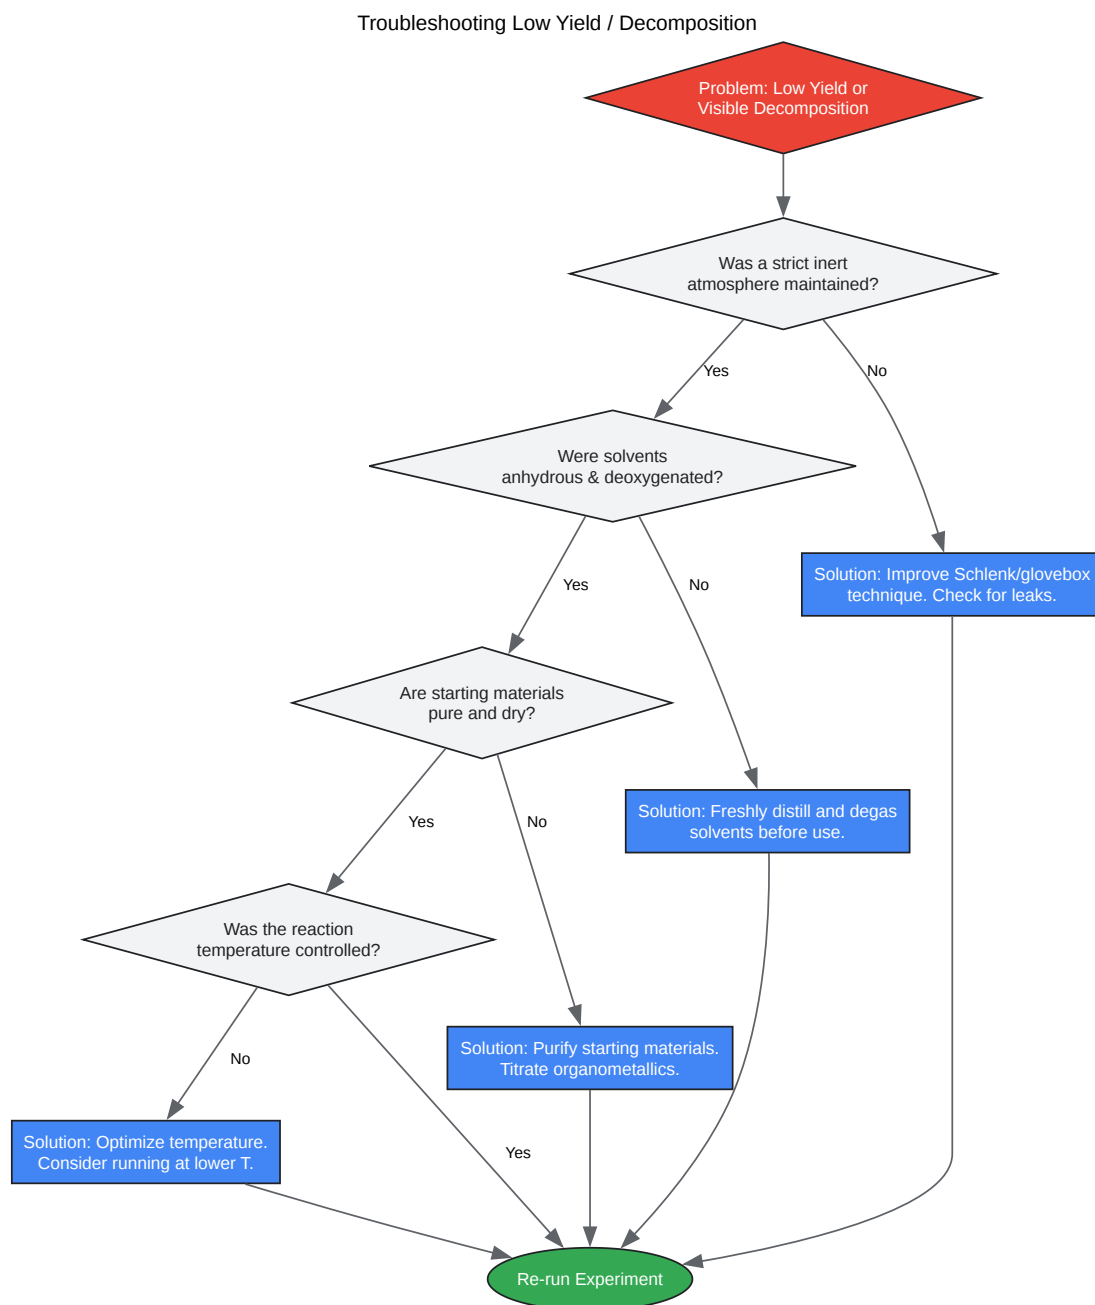 Troubleshooting Low Yield / Decomposition
Problem: Low Yield or
Visible Decomposition
Was a strict inert
atmosphere maintained?
Yes
No
Were solvents
anhydrous & deoxygenated?
Solution: Improve Schlenk/glovebox
technique. Check for leaks.
Yes
No
Are starting materials
pure and dry?
Solution: Freshly distill and degas
solvents before use.
Yes
No
Was the reaction
temperature controlled?
Solution: Purify starting materials.
Titrate organometallics.
No
Yes
Solution: Optimize temperature.
Consider running at lower T.
Re-run Experiment